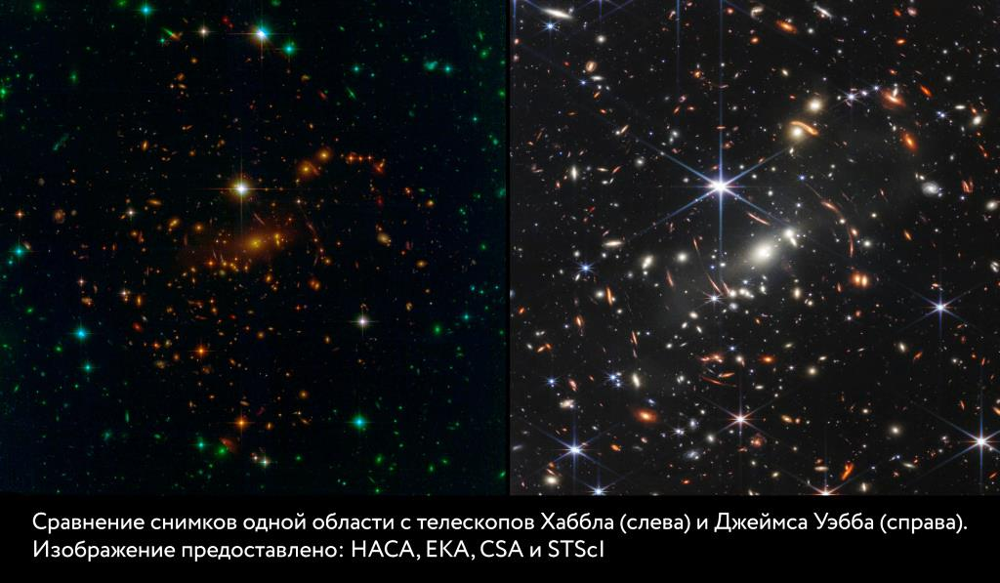 Сравнение снимков одной области с телескопов Хаббла (слева) и Джеймса Уэбба (справа).
Изображение предоставлено: НАСА, ЕКА, CSA и STScI